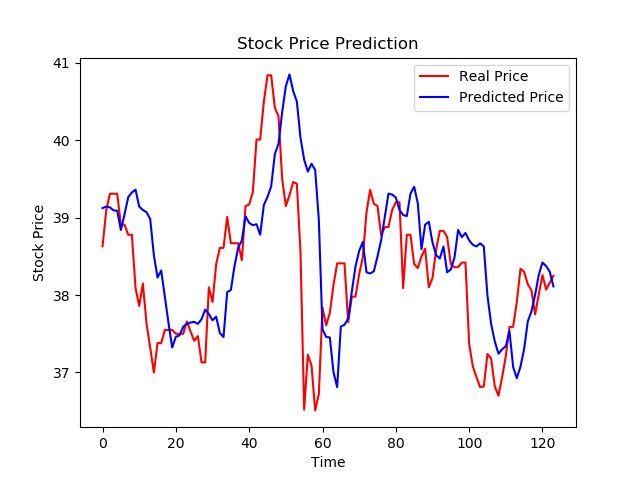 Stock Price Prediction
Real Price
Predicted Price
Stock Price
41
40
39
38
37
0 20 40 60 80 100 120
Time